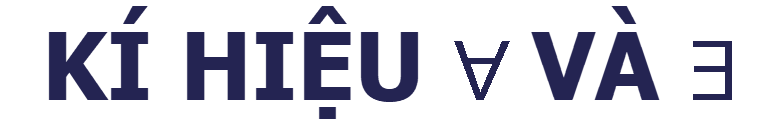 KÍ HIỆU ∀ VÀ ∃